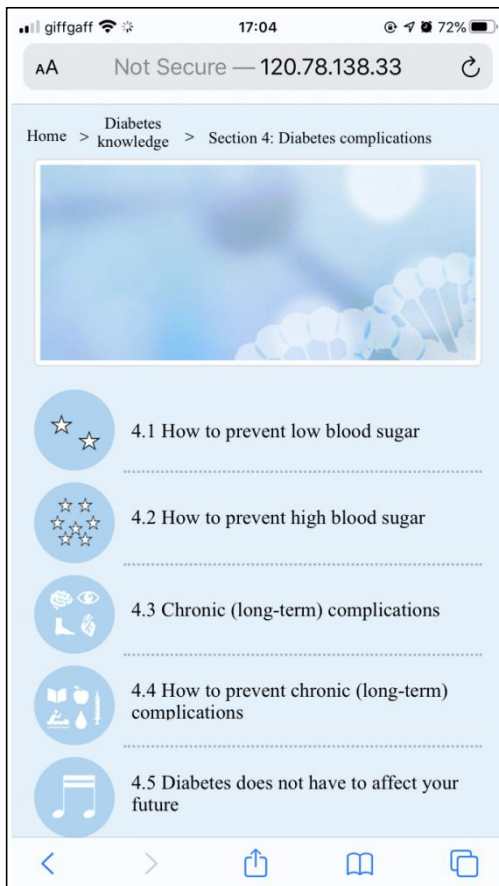 giffgaff 17:04 72%
AA Not Secure — 120.78.138.33
Home > Diabetes knowledge > Section 4: Diabetes complications
4.1 How to prevent low blood sugar
4.2 How to prevent high blood sugar
4.3 Chronic (long-term) complications
4.4 How to prevent chronic (long-term)
complications
4.5 Diabetes does not have to affect your
future